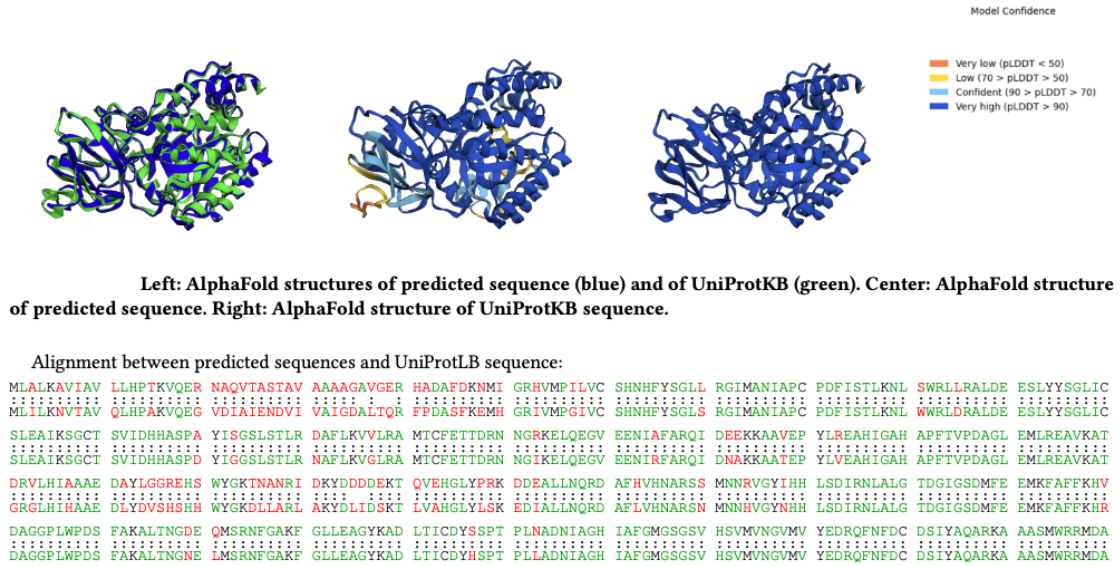 Model Confidence
Very low (pLDDT < 50)
Low (70 > pLDDT > 50)
Confident (90 > pLDDT > 70)
Very high (pLDDT > 90)
Left: AlphaFold structures of predicted sequence (blue) and of UniProtKB (green). Center: AlphaFold structure
of predicted sequence. Right: AlphaFold structure of UniProtKB sequence.
Alignment between predicted sequences and UniProtLB sequence:
MLALKAVIAV LLHPTKVQER NAQVTASTAV AAAAGAVGER HADAFDKNMI GRHVMPILVC SHNHFYSGLL RGIMANIAPC PDFISTLKNL SWRLLRALDE ESLYYSGLIC
:::::::::: :::::::::: :::::::::: :::::::::: :::::::::: :::::::::: :::::::::: :::::::::: :::::::::: :::::::::: ::::::::::
MLILKNVTAV QLHPAKVQEG VDIAIENDVI VAIGDALTQR FPDASFKEMH GRIVMPGIVC SHNHFYSGLS RGIMANIAPC PDFISTLKNL WWRLDRALDE ESLYYSGLIC
SLEAIKSGCT SVIDHHASPA YISGSLSTLR DAFLKVVLRA MTCFETTDRN NGRKELQEGV EENIAFARQI DEEKKAAVEP YLREAHIGAH APFTVPDAGL EMLREAVKAT
:::::::::: :::::::::: :::::::::: :::::::::: :::::::::: :::::::::: :::::::::: :::::::::: :::::::::: :::::::::: ::::::::::
SLEAIKSGCT SVIDHHASPD YIGGSLSTLR NAFLKVGLRA MTCFETTDRN NGIKELQEGV EENIRFARQI DNAKKAATEP YLVEAHIGAH APFTVPDAGL EMLREAVKAT
DRVLHIAAAE DAYLGGREHS WYGKTNANRI DKYDDDDEKT QVEHGLYPRK DDEALLNQRD AFHVHNARSS MNNRVGYIHH LSDIRNLALG TDGIGSDMFE EMKFAFFKHV
:::::::::: :::::::::: :::::::::: :::::::::: :::::::::: :::::::::: :::::::::: :::::::::: :::::::::: :::::::::: ::::::::::
GRGLHIHAAE DLYDVSHSHH WYGKDLLARL AKYDLIDSKT LVAHGLYLSK EDIALLNQRD AFLVHNARSN MNNHVGYNHH LSDIRNLALG TDGIGSDMFE EMKFAFFKHR
DAGGPLWPDS FAKALTNGDE QMSRNFGAKF GLLEAGYKAD LTICDYSSPT PLNADNIAGH IAFGMGSGSV HSVMVNGVMV YEDRQFNFDC DSIYAQARKA AASMWRRMDA
:::::::::: :::::::::: :::::::::: :::::::::: :::::::::: :::::::::: :::::::::: :::::::::: :::::::::: :::::::::: ::::::::::
DAGGPLWPDS FAKALTNGNE LMSRNFGAKF GLLEAGYKAD LTICDYHSPT PLLADNIAGH IAFGMGSGSV HSVMVNGVMV YEDRQFNFDC DSIYAQARKA AASMWRRMDA